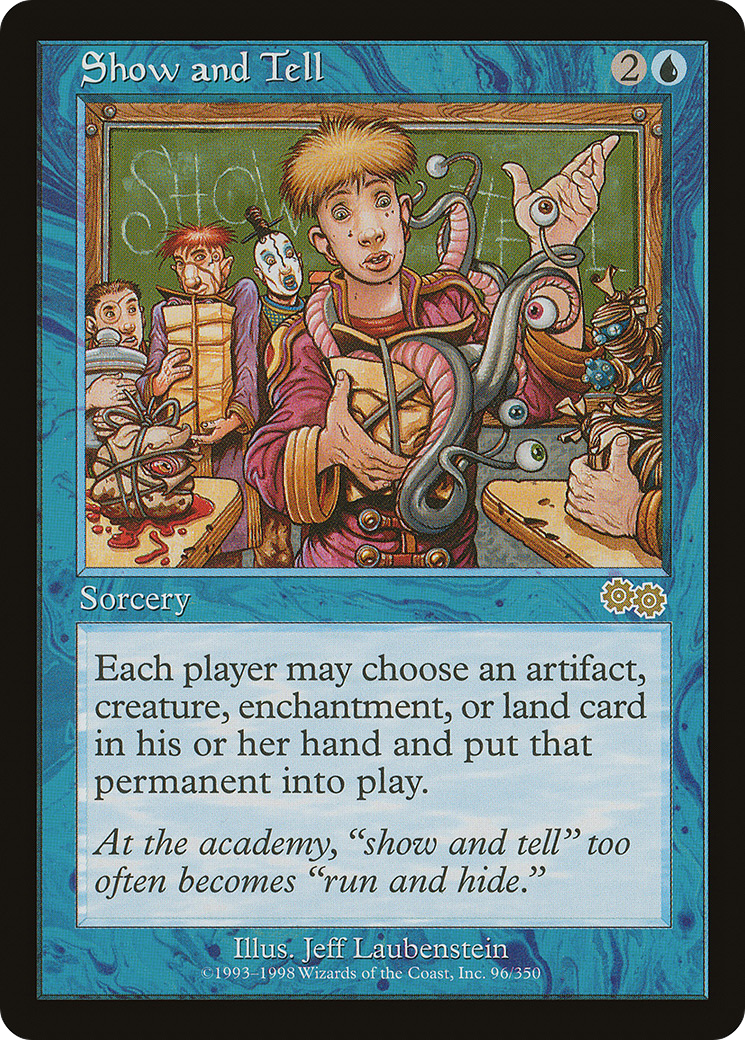 Show and Tell
2
SHOW TELL
Sorcery
Each player may choose an artifact,
creature, enchantment, or land card
in his or her hand and put that
permanent into play.
At the academy, “show and tell” too
often becomes “run and hide.”
Illus. Jeff Laubenstein
©1993–1998 Wizards of the Coast, Inc. 96/350